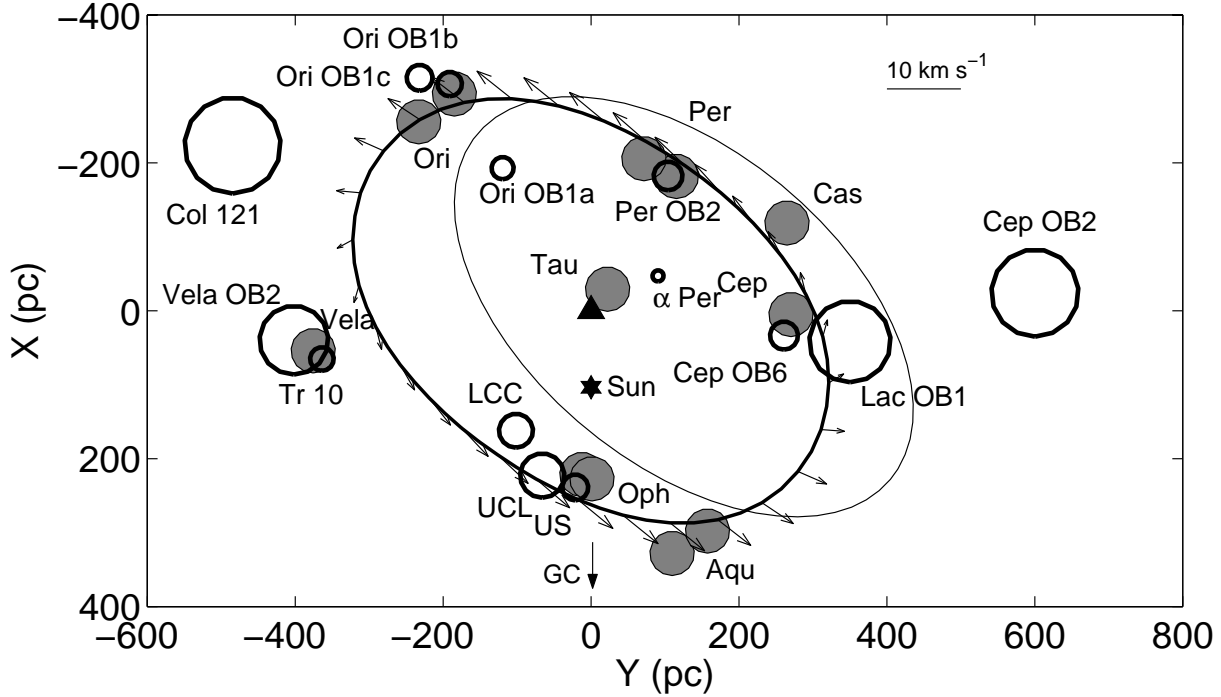 −400
Ori OB1b
Ori OB1c
10 km s⁻¹
Per
−200
Ori
Ori OB1a
Per OB2
Cas
Col 121
Cep OB2
Tau
α Per
Cep
0
X (pc)
Vela OB2
Vela
Tr 10
Sun
Cep OB6
Lac OB1
LCC
200
UCL
US
Oph
GC
Aqu
400
−600
−400
−200
0
200
400
600
800
Y (pc)